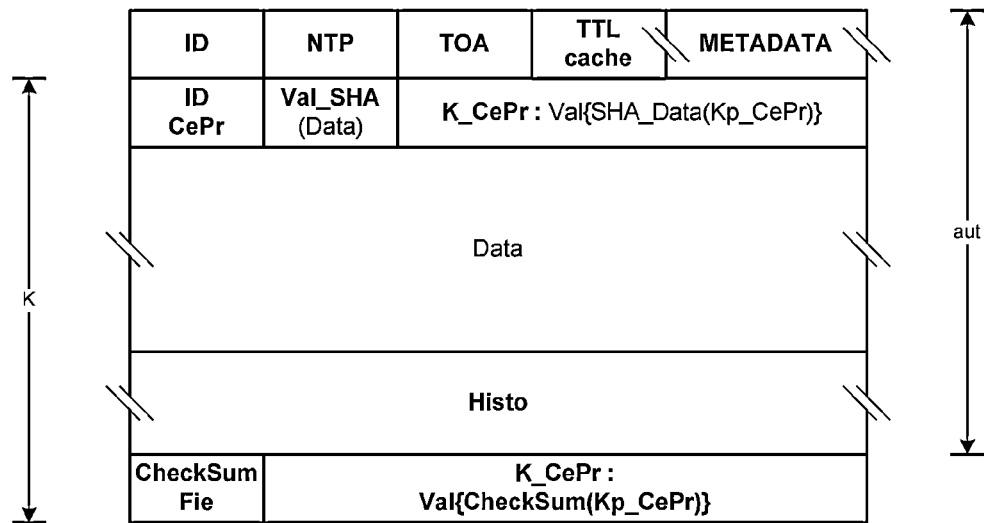 ID NTP TOA TTL cache METADATA
ID CePr Val_SHA (Data) K_CePr : Val{SHA_Data(Kp_CePr)}
aut
Data
K
Histo
CheckSum Fie K_CePr : Val{CheckSum(Kp_CePr)}